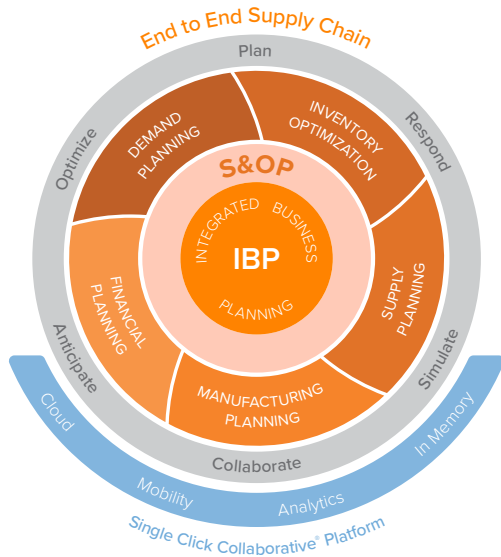 End to End Supply Chain
Plan
Optimize
Respond
DEMAND
PLANNING
INVENTORY
OPTIMIZATION
S&OP
INTEGRATED BUSINESS
IBP
PLANNING
FINANCIAL
PLANNING
SUPPLY
PLANNING
MANUFACTURING
PLANNING
Anticipate
Simulate
Collaborate
Cloud
Mobility
Analytics
In Memory
Single Click Collaborative® Platform